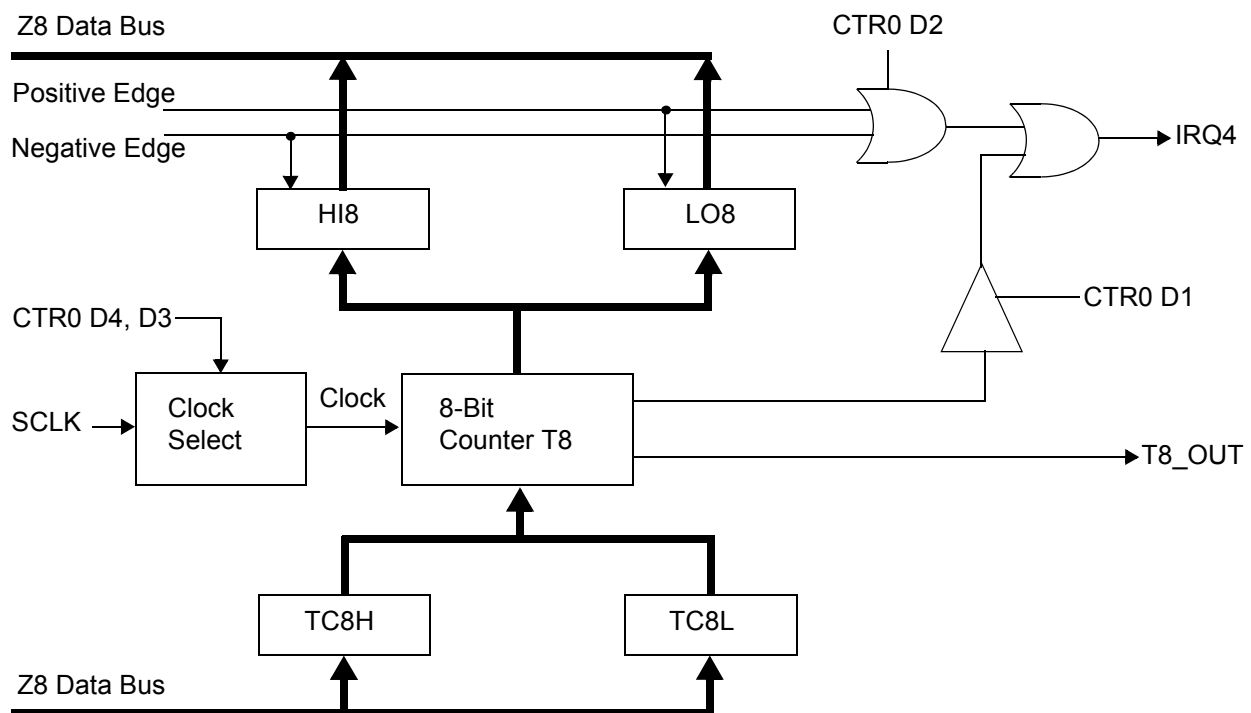 Z8 Data Bus
CTR0 D2
Positive Edge
Negative Edge
IRQ4
HI8
LO8
CTR0 D4, D3
CTR0 D1
SCLK
Clock
Select
Clock
8-Bit
Counter T8
T8_OUT
TC8H
TC8L
Z8 Data Bus